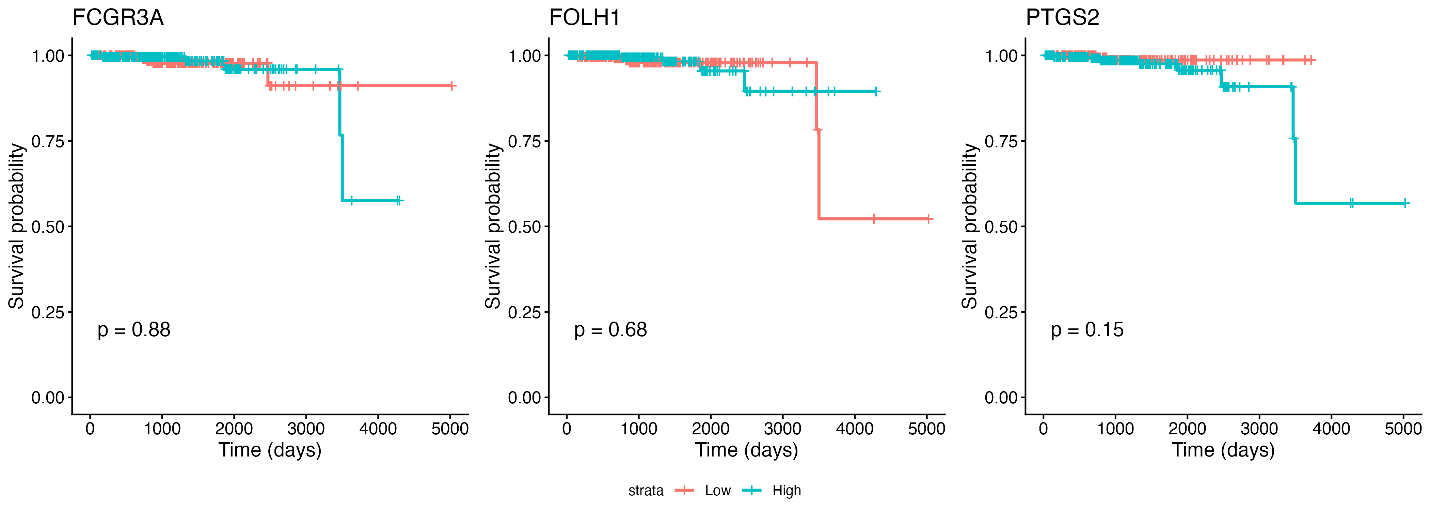 FCGR3A
Survival probability
1.00
0.75
0.50
0.25
0.00
p = 0.88
0 1000 2000 3000 4000 5000
Time (days)
FOLH1
Survival probability
1.00
0.75
0.50
0.25
0.00
p = 0.68
0 1000 2000 3000 4000 5000
Time (days)
PTGS2
Survival probability
1.00
0.75
0.50
0.25
0.00
p = 0.15
0 1000 2000 3000 4000 5000
Time (days)
strata Low High